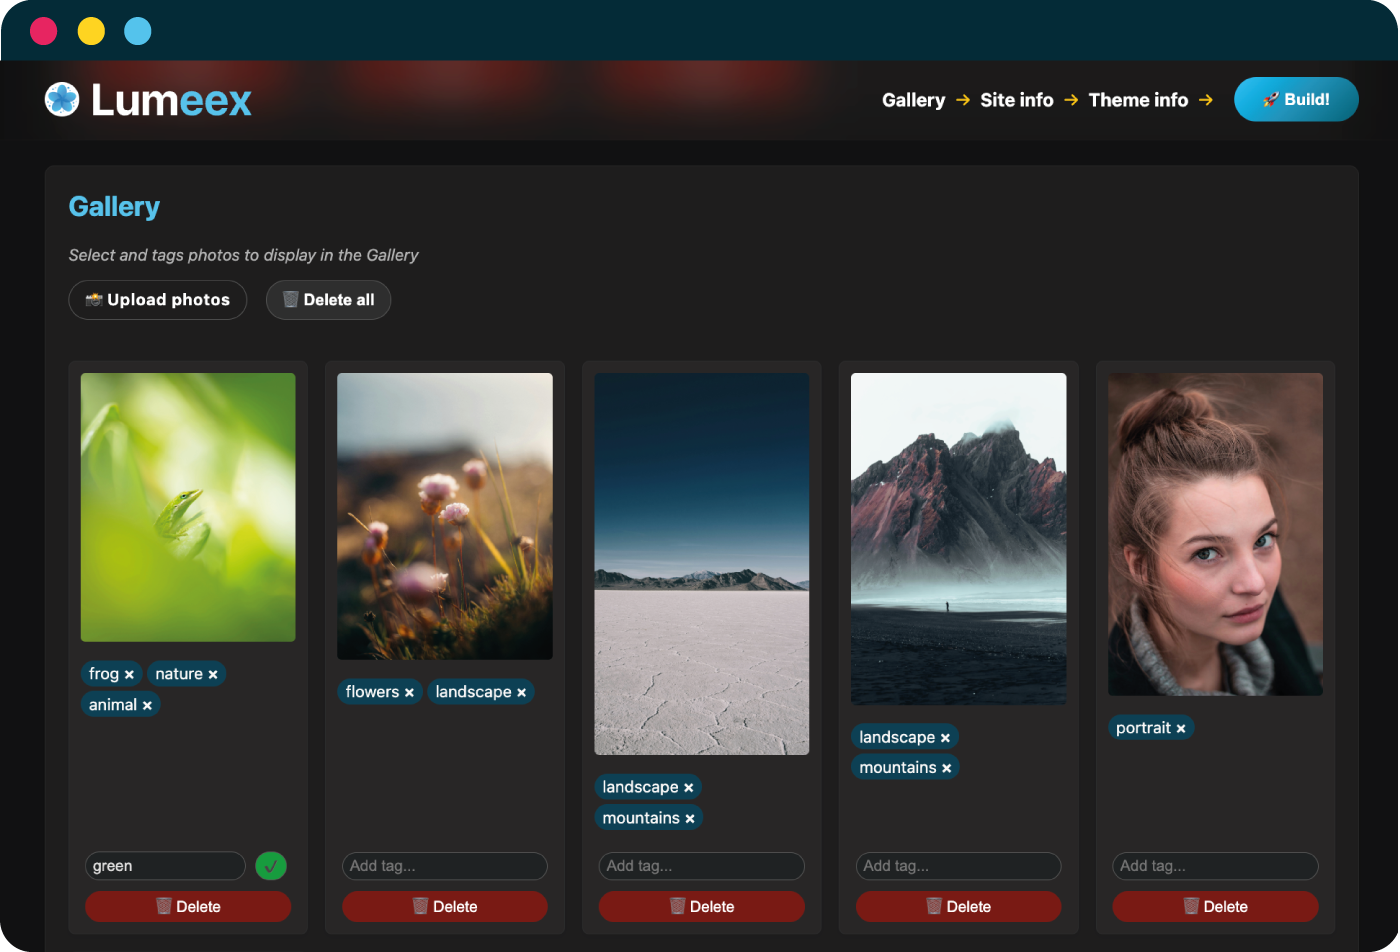 Lumeex
Gallery → Site info → Theme info → 🚀 Build!
Gallery
Select and tags photos to display in the Gallery
📸 Upload photos 🗑️ Delete all
frog × nature ×
animal ×
flowers × landscape ×
landscape ×
mountains ×
landscape ×
mountains ×
portrait ×
green ✓
Add tag...
Add tag...
Add tag...
Add tag...
🗑️ Delete
🗑️ Delete
🗑️ Delete
🗑️ Delete
🗑️ Delete